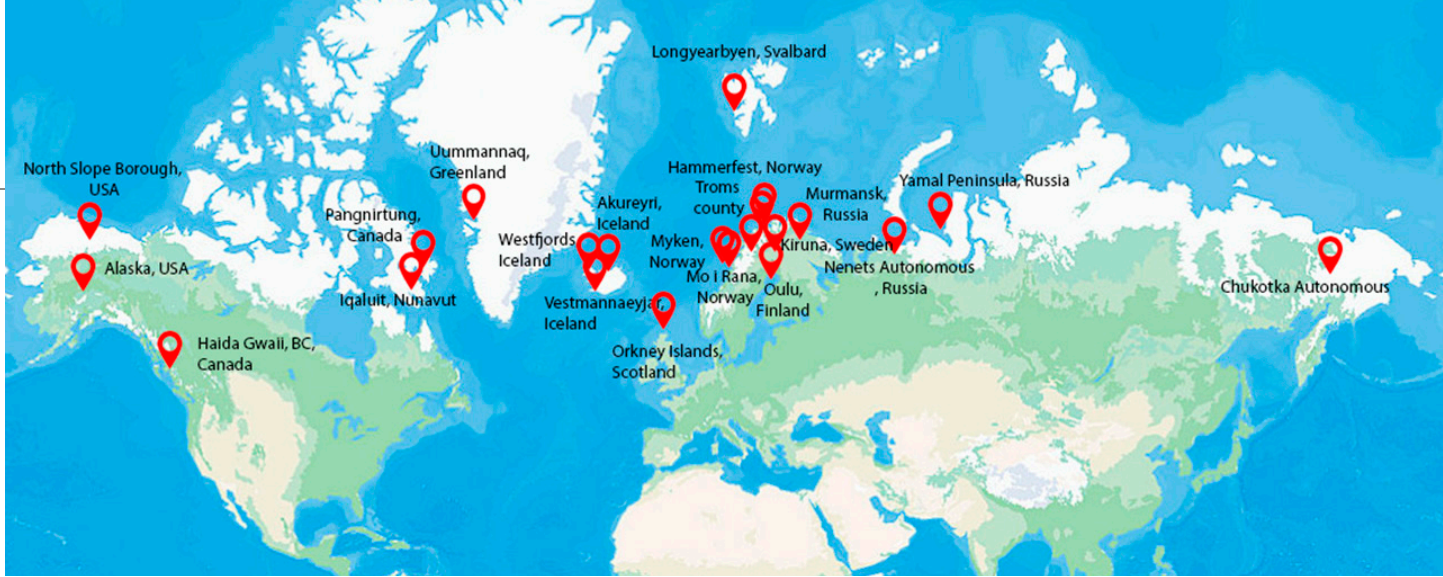 Longyearbyen, Svalbard
North Slope Borough,
USA
Alaska, USA
Haida Gwaii, BC,
Canada
Uummannaq,
Greenland
Pangnirtung,
Canada
Iqaluit, Nunavut
Akureyri,
Iceland
Westfjords
Iceland
Vestmannaeyjar,
Iceland
Orkney Islands,
Scotland
Hammerfest, Norway
Troms
county
Myken,
Norway
Mo i Rana,
Norway
Oulu,
Finland
Kiruna, Sweden
Murmansk,
Russia
Yamal Peninsula, Russia
Nenets Autonomous
, Russia
Chukotka Autonomous